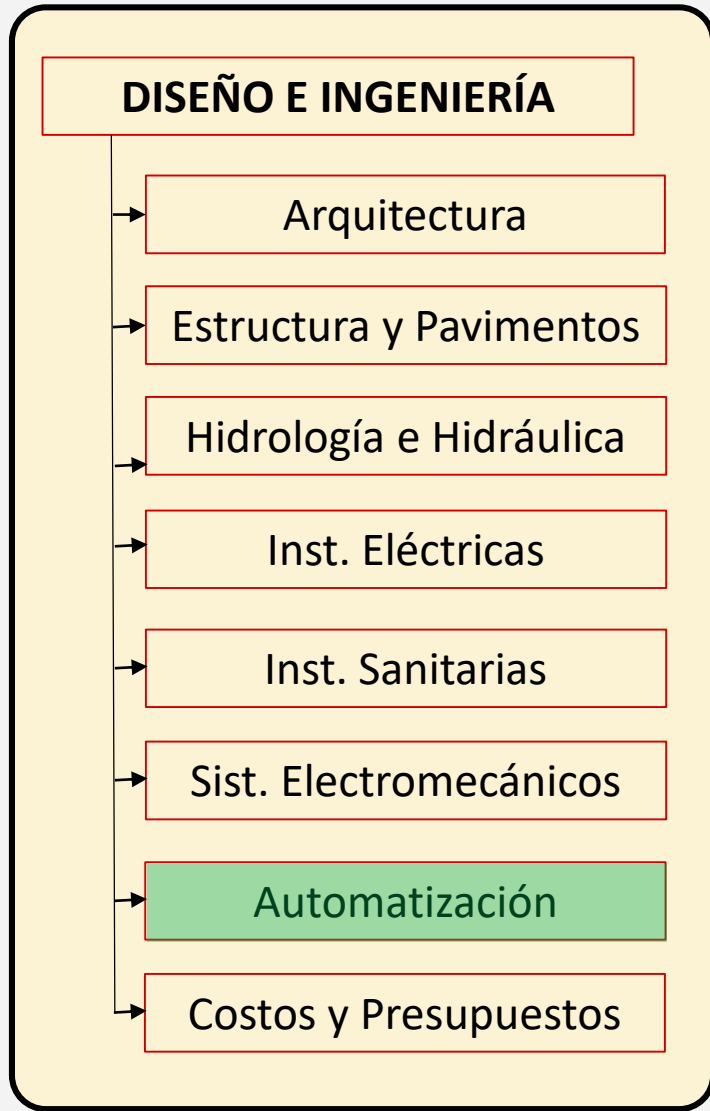 DISEÑO E INGENIERÍA
Arquitectura
Estructura y Pavimentos
Hidrología e Hidráulica
Inst. Eléctricas
Inst. Sanitarias
Sist. Electromecánicos
Automatización
Costos y Presupuestos